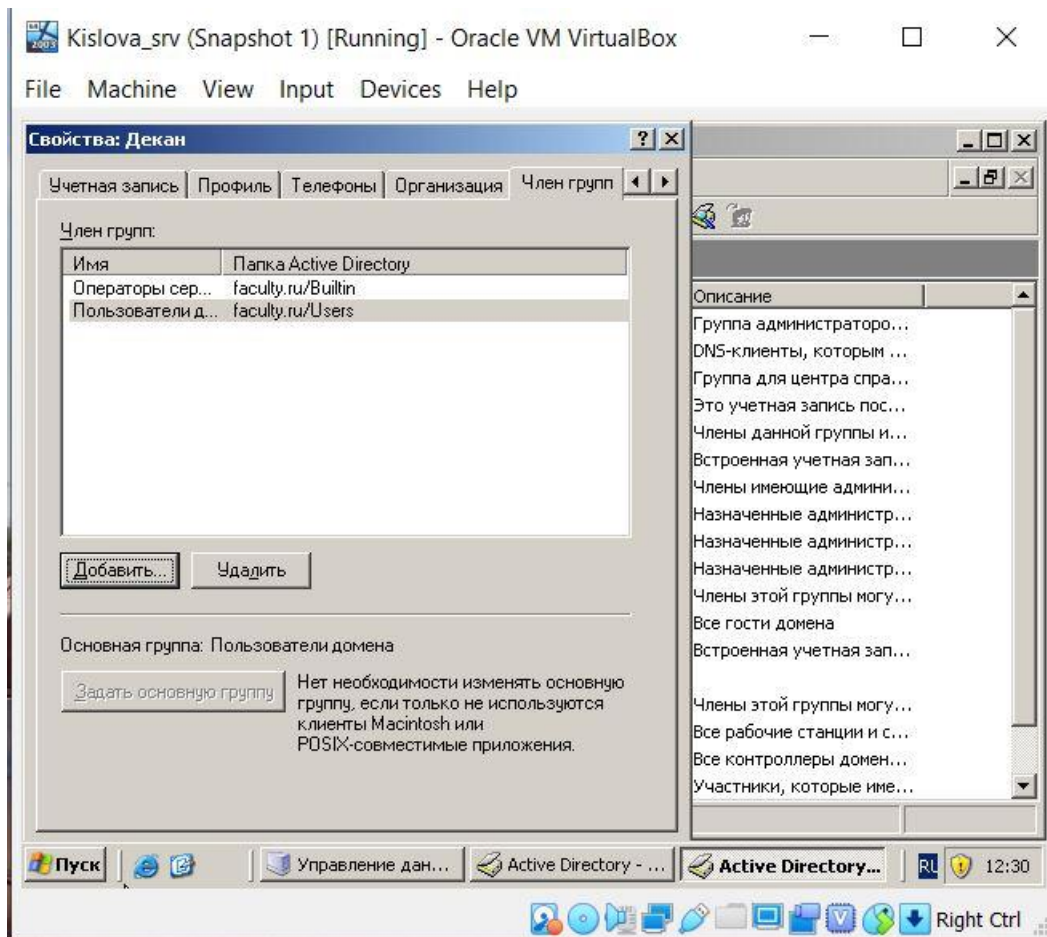 Kislova_srv (Snapshot 1) [Running] - Oracle VM VirtualBox
File Machine View Input Devices Help
Свойства: Декан
Учетная запись Профиль Телефоны Организация Член групп
Член групп:
Имя Папка Active Directory
Операторы сер... faculty.ru/Builtin
Пользователи д... faculty.ru/Users
Добавить... Удалить
Основная группа: Пользователи домена
Задать основную группу
Нет необходимости изменять основную
группу, если только не используются
клиенты Macintosh или
POSIX-совместимые приложения.
Описание
Группа администраторо...
DNS-клиенты, которым ...
Группа для центра спра...
Это учетная запись пос...
Члены данной группы и...
Встроенная учетная зап...
Члены имеющие админи...
Назначенные администр...
Назначенные администр...
Назначенные администр...
Члены этой группы могу...
Все гости домена
Встроенная учетная зап...
Члены этой группы могу...
Все рабочие станции и с...
Все контроллеры домен...
Участники, которые име...
Пуск Управление дан... Active Directory - ... Active Directory... RU 12:30
Right Ctrl